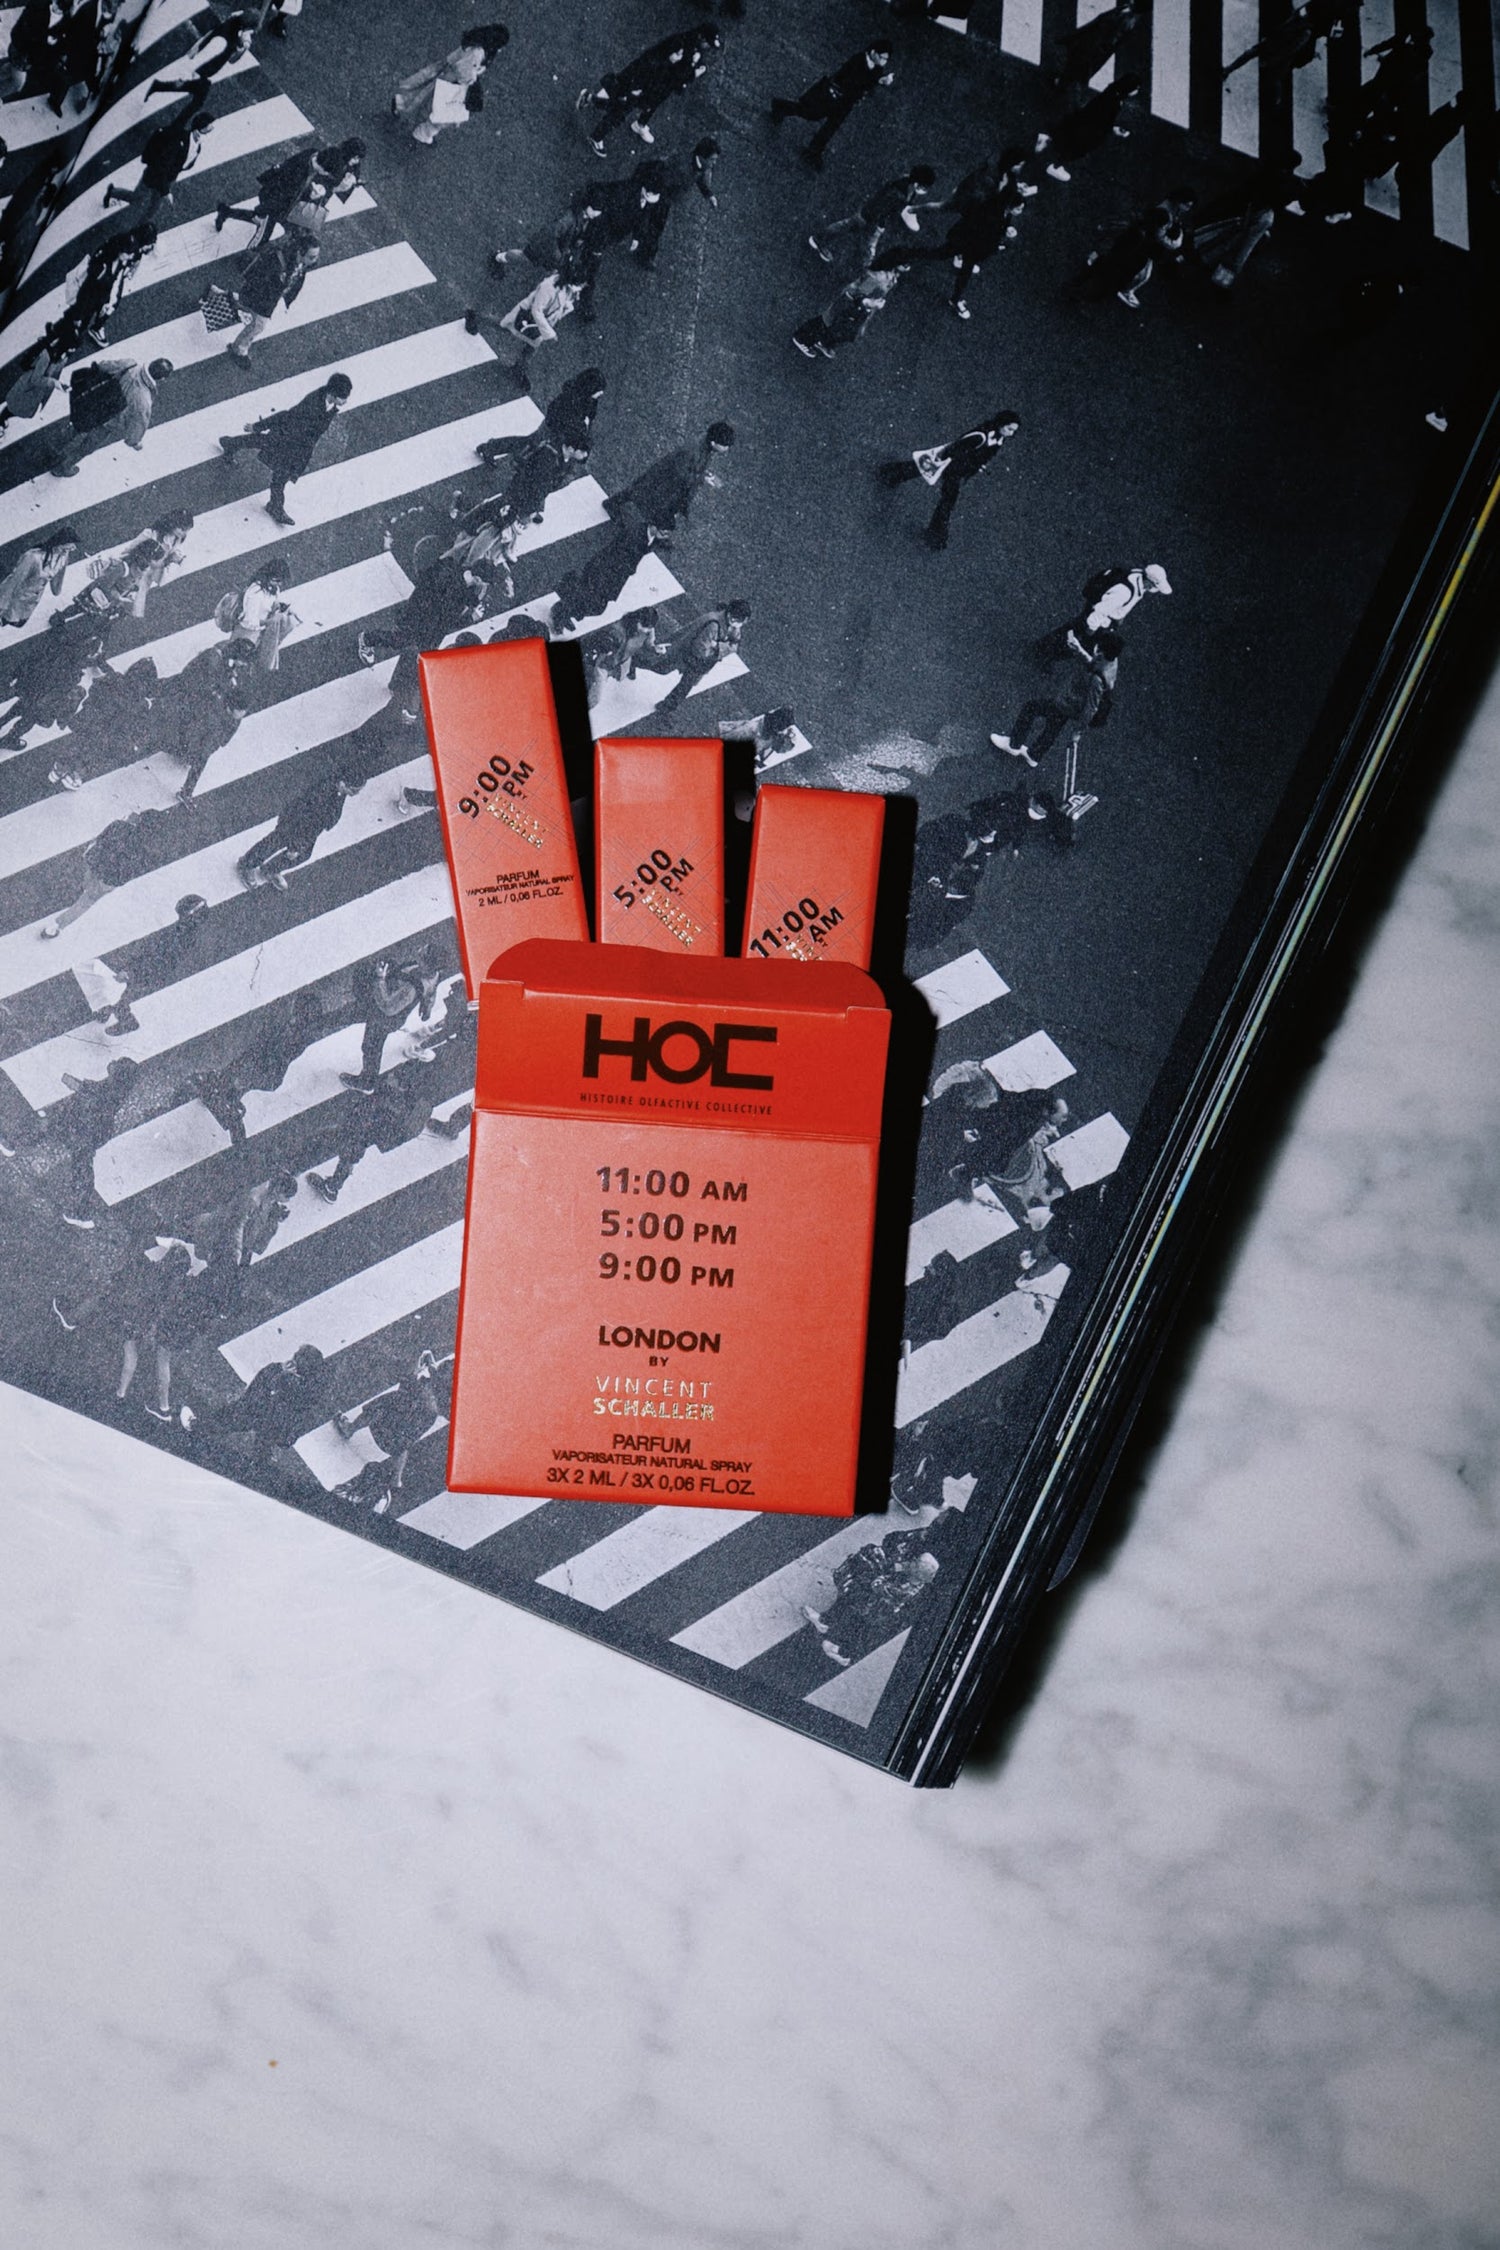 9:00
PM
BY
VINCENT
SCHALLER
PARFUM
VAPORISATEUR NATURAL SPRAY
2 ML / 0,06 FL.OZ.
5:00
PM
BY
VINCENT
SCHALLER
11:00
AM
HOC
HISTOIRE OLFACTIVE COLLECTIVE
11:00 AM
5:00 PM
9:00 PM
LONDON
BY
VINCENT
SCHALLER
PARFUM
VAPORISATEUR NATURAL SPRAY
3X 2 ML / 3X 0,06 FL.OZ.